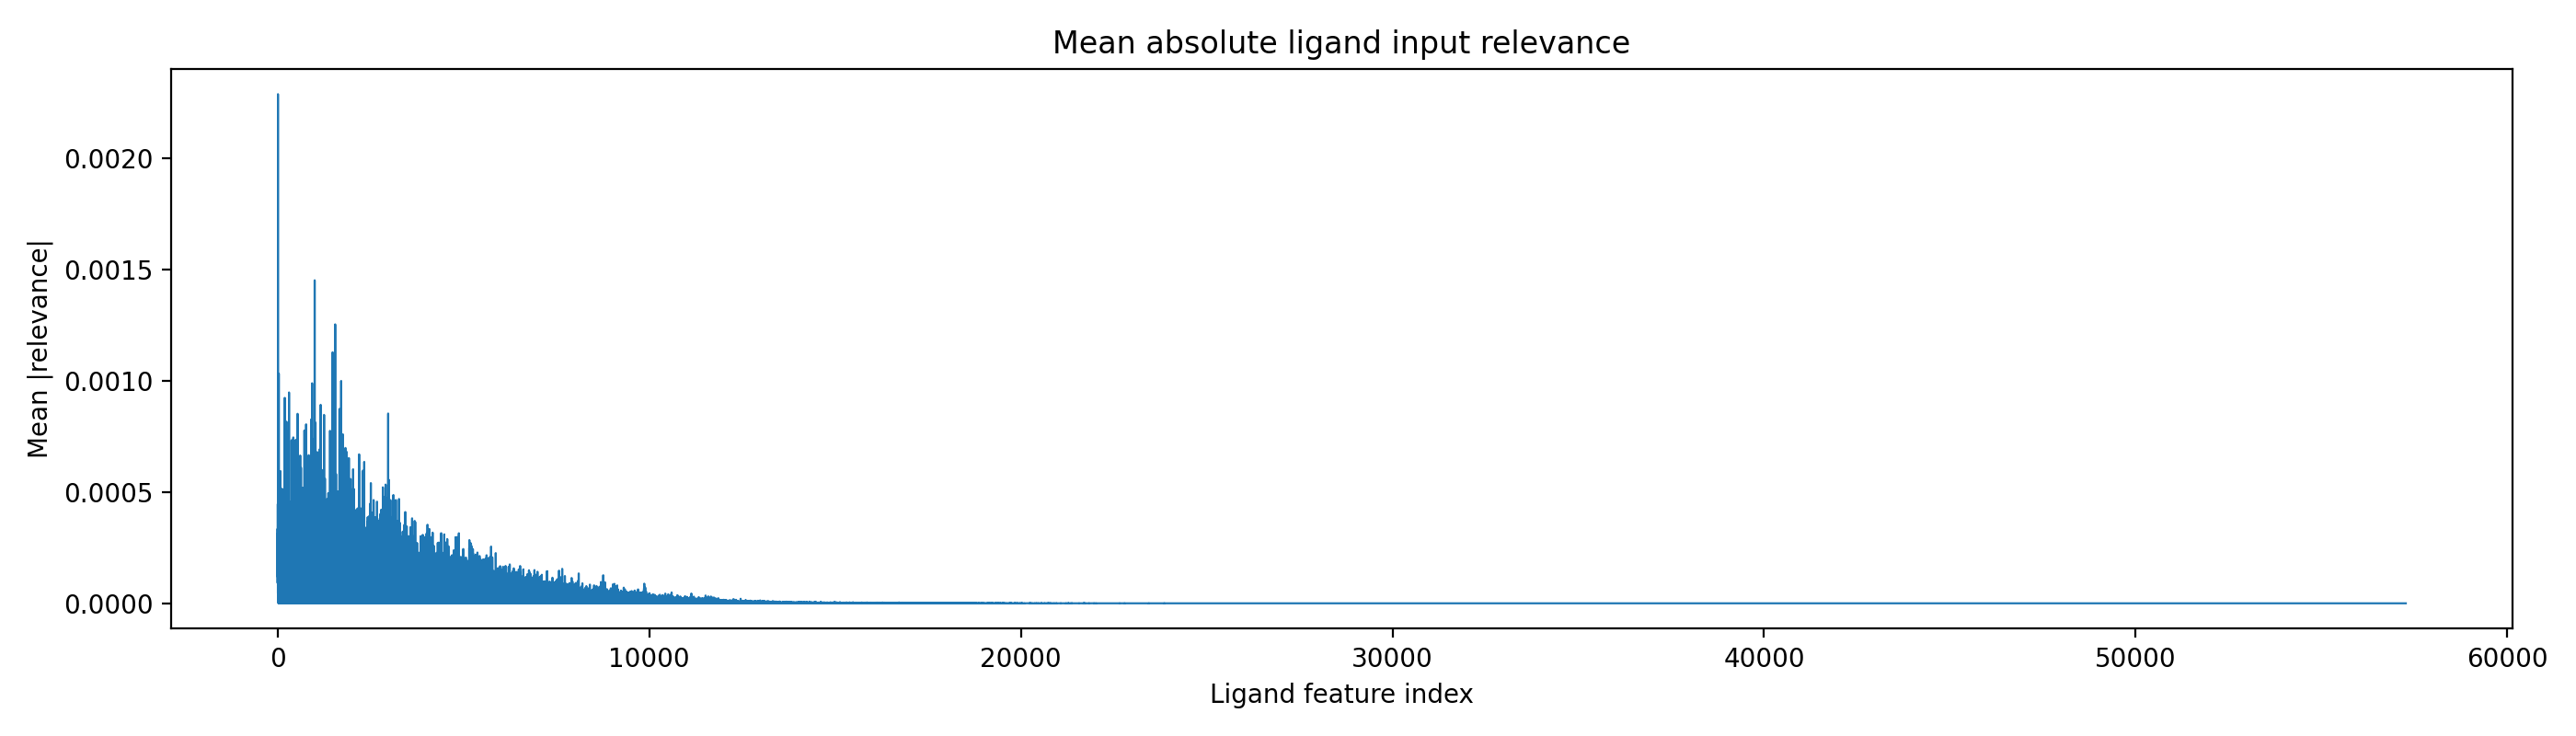 Mean absolute ligand input relevance
Mean |relevance|
0.0020
0.0015
0.0010
0.0005
0.0000
0 10000 20000 30000 40000 50000 60000
Ligand feature index